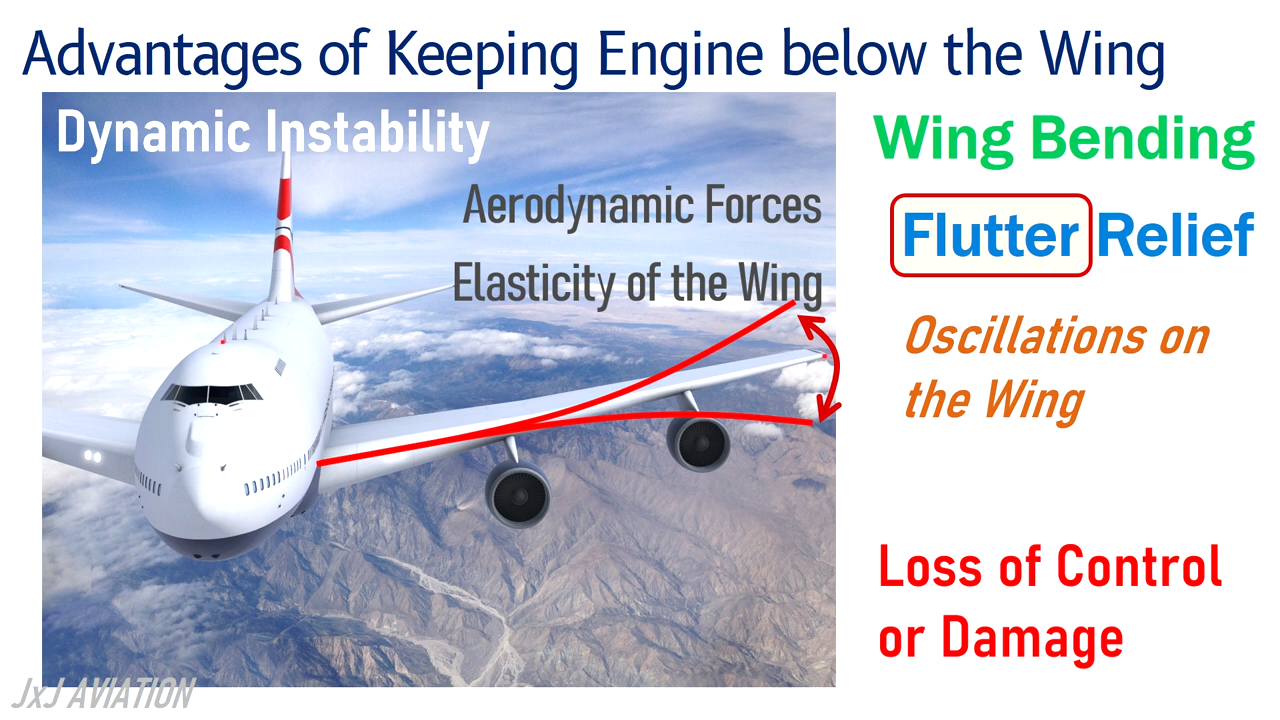 Advantages of Keeping Engine below the Wing
Dynamic Instability
Aerodynamic Forces
Elasticity of the Wing
Wing Bending
Flutter Relief
Oscillations on
the Wing
Loss of Control
or Damage
JxJ AVIATION